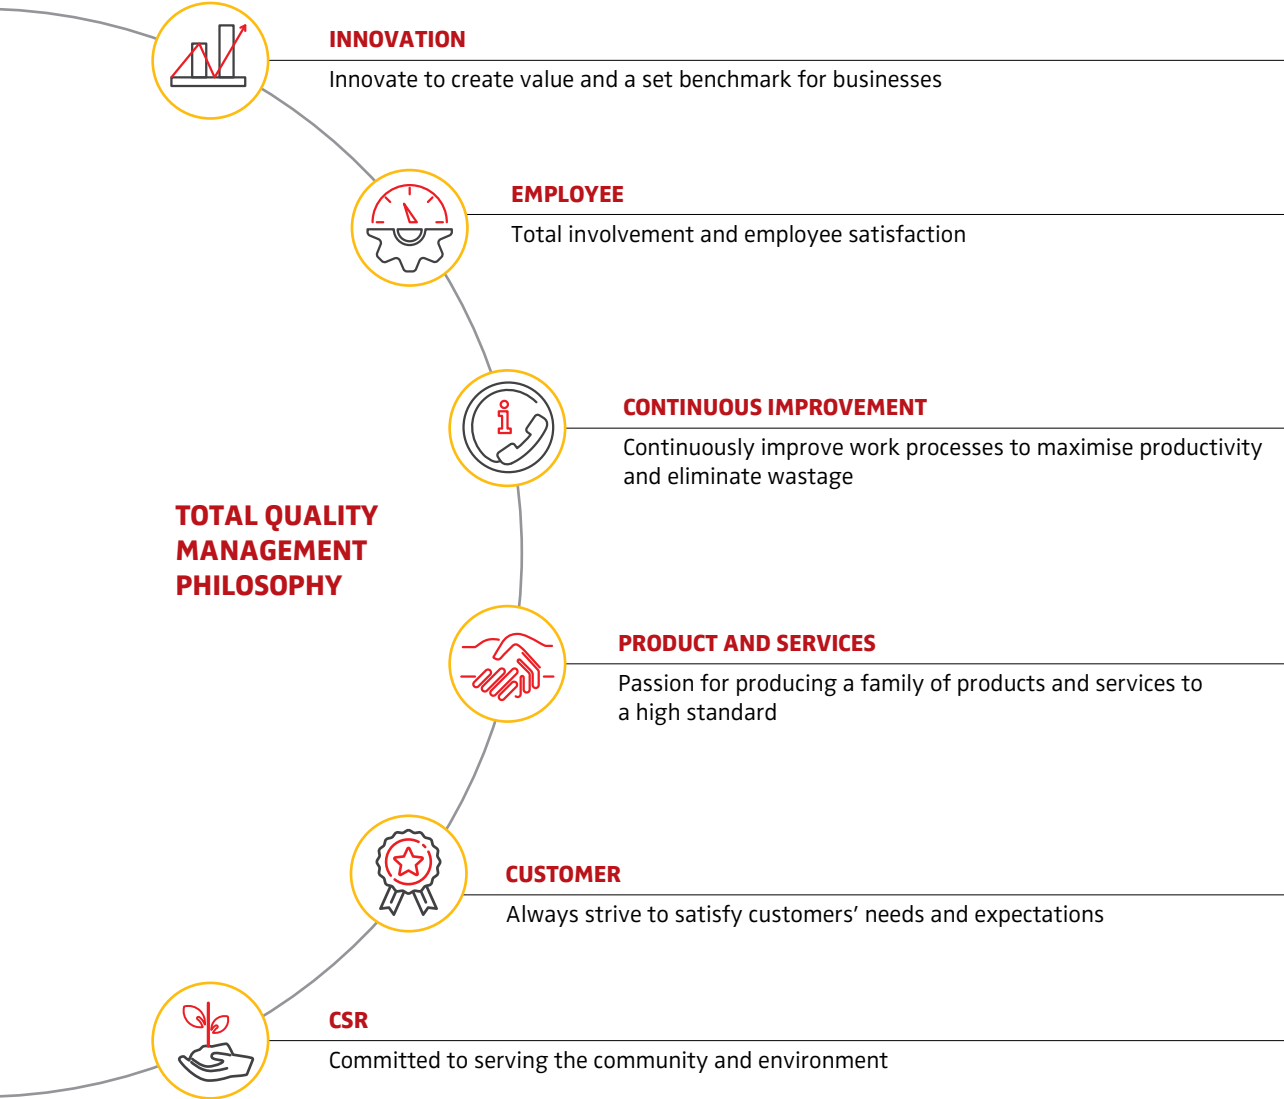 INNOVATION
Innovate to create value and a set benchmark for businesses
EMPLOYEE
Total involvement and employee satisfaction
CONTINUOUS IMPROVEMENT
Continuously improve work processes to maximise productivity
and eliminate wastage
TOTAL QUALITY
MANAGEMENT
PHILOSOPHY
PRODUCT AND SERVICES
Passion for producing a family of products and services to
a high standard
CUSTOMER
Always strive to satisfy customers’ needs and expectations
CSR
Committed to serving the community and environment